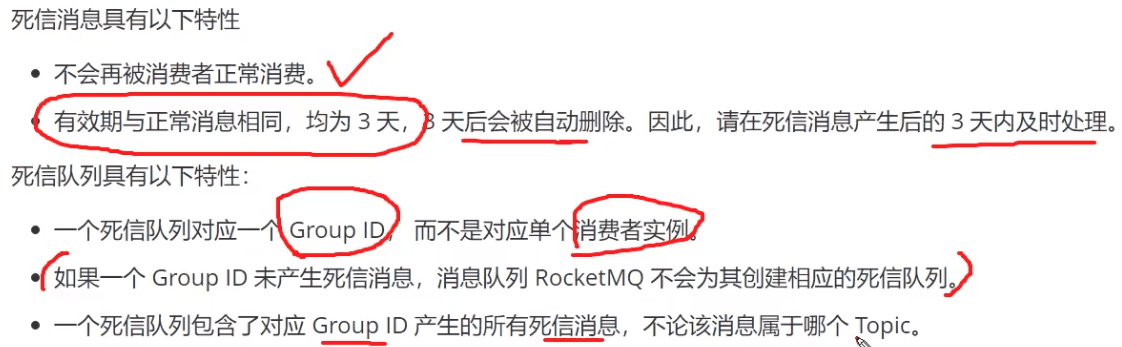 死信消息具有以下特性
• 不会再被消费者正常消费。
• 有效期与正常消息相同，均为 3 天，3 天后会被自动删除。因此，请在死信消息产生后的 3 天内及时处理。
死信队列具有以下特性：
• 一个死信队列对应一个 Group ID， 而不是对应单个消费者实例。
• 如果一个 Group ID 未产生死信消息，消息队列 RocketMQ 不会为其创建相应的死信队列。
• 一个死信队列包含了对应 Group ID 产生的所有死信消息，不论该消息属于哪个 Topic。